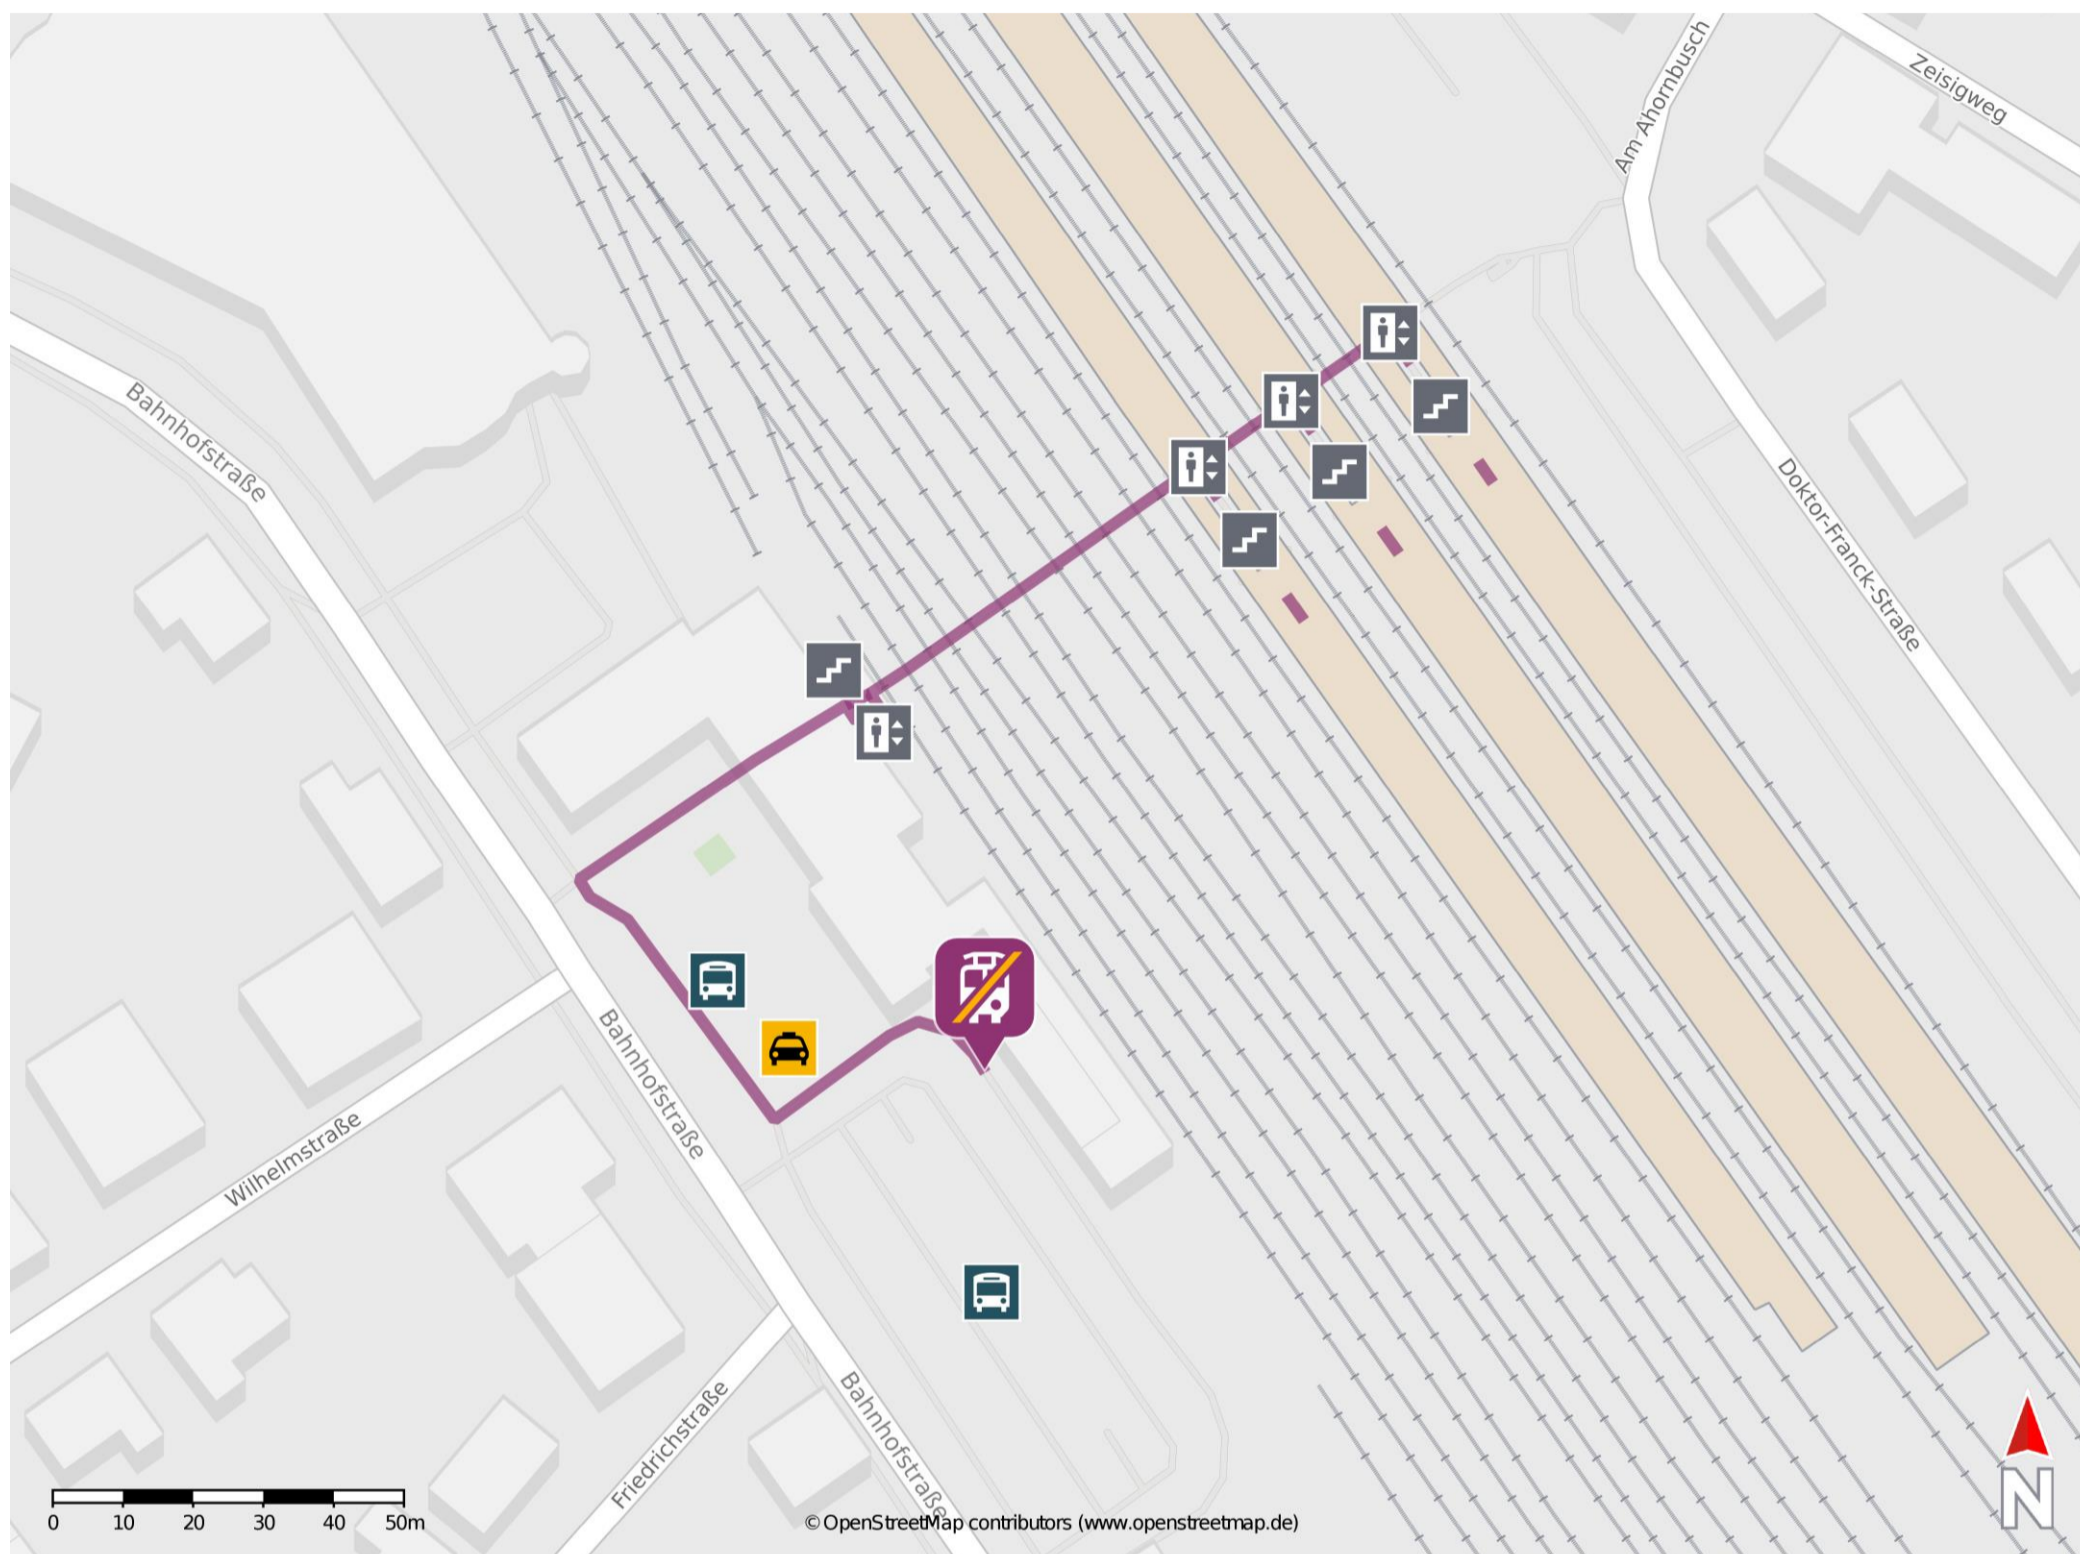 Zeisigweg
Am Ahornbusch
Bahnhofstraße
Doktor-Franck-Straße
Bahnhofstraße
Wilhelmstraße
Friedrichstraße
Bahnhofstraße
0 10 20 30 40 50m
© OpenStreetMap contributors (www.openstreetmap.de)
N